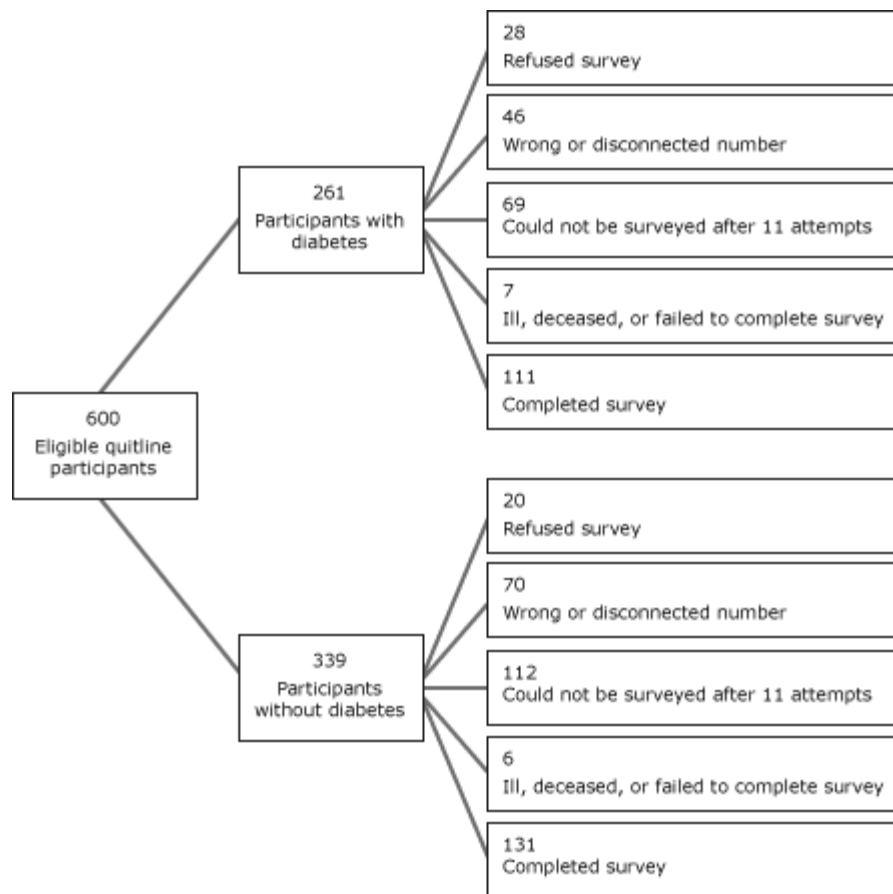 28
Refused survey
46
Wrong or disconnected number
261
Participants with
diabetes
69
Could not be surveyed after 11 attempts
7
Ill, deceased, or failed to complete survey
111
Completed survey
600
Eligible quitline
participants
20
Refused survey
70
Wrong or disconnected number
339
Participants
without diabetes
112
Could not be surveyed after 11 attempts
6
Ill, deceased, or failed to complete survey
131
Completed survey